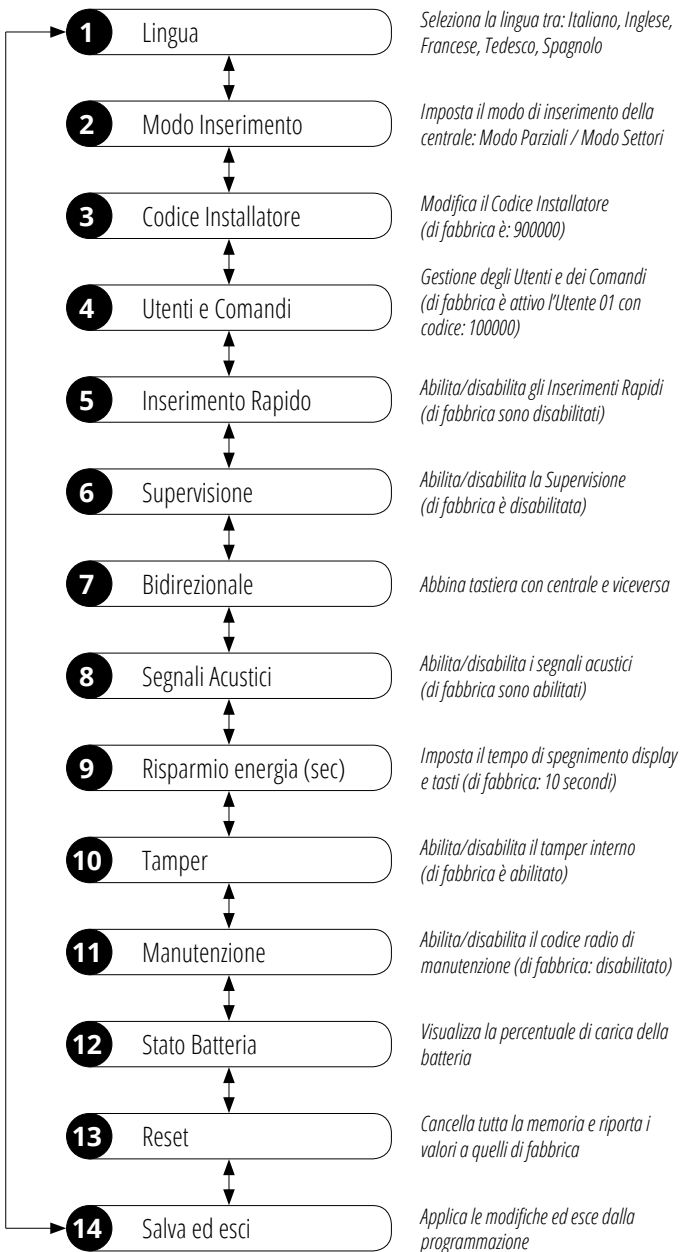 1 Lingua
Seleziona la lingua tra: Italiano, Inglese,
Francese, Tedesco, Spagnolo
2 Modo Inserimento
Imposta il modo di inserimento della
centrale: Modo Parziali / Modo Settori
3 Codice Installatore
Modifica il Codice Installatore
(di fabbrica è: 900000)
4 Utenti e Comandi
Gestione degli Utenti e dei Comandi
(di fabbrica è attivo l'Utente 01 con
codice: 100000)
5 Inserimento Rapido
Abilita/disabilita gli Inserimenti Rapidi
(di fabbrica sono disabilitati)
6 Supervisione
Abilita/disabilita la Supervisione
(di fabbrica è disabilitata)
7 Bidirezionale
Abbina tastiera con centrale e viceversa
8 Segnali Acustici
Abilita/disabilita i segnali acustici
(di fabbrica sono abilitati)
9 Risparmio energia (sec)
Imposta il tempo di spegnimento display
e tasti (di fabbrica: 10 secondi)
10 Tamper
Abilita/disabilita il tamper interno
(di fabbrica è abilitato)
11 Manutenzione
Abilita/disabilita il codice radio di
manutenzione (di fabbrica: disabilitato)
12 Stato Batteria
Visualizza la percentuale di carica della
batteria
13 Reset
Cancella tutta la memoria e riporta i
valori a quelli di fabbrica
14 Salva ed esci
Applica le modifiche ed esce dalla
programmazione